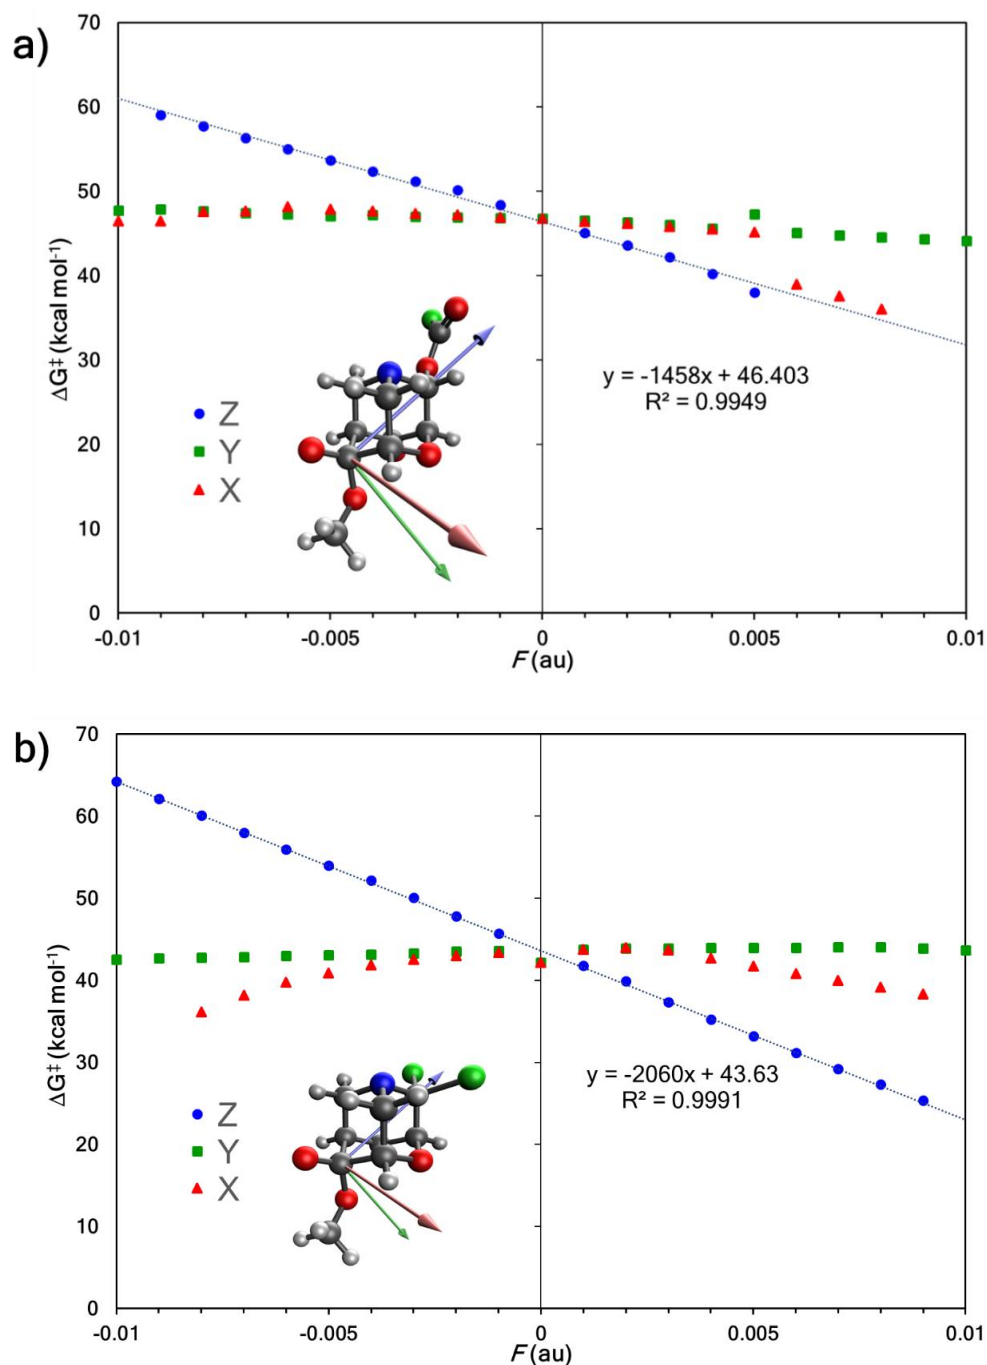 a)
70
60
50
40
30
20
10
0
ΔG‡ (kcal mol-1)
Z
Y
X
y = -1458x + 46.403
R² = 0.9949
-0.01
-0.005
0
0.005
0.01
F (au)
b)
70
60
50
40
30
20
10
0
ΔG‡ (kcal mol-1)
Z
Y
X
y = -2060x + 43.63
R² = 0.9991
-0.01
-0.005
0
0.005
0.01
F (au)